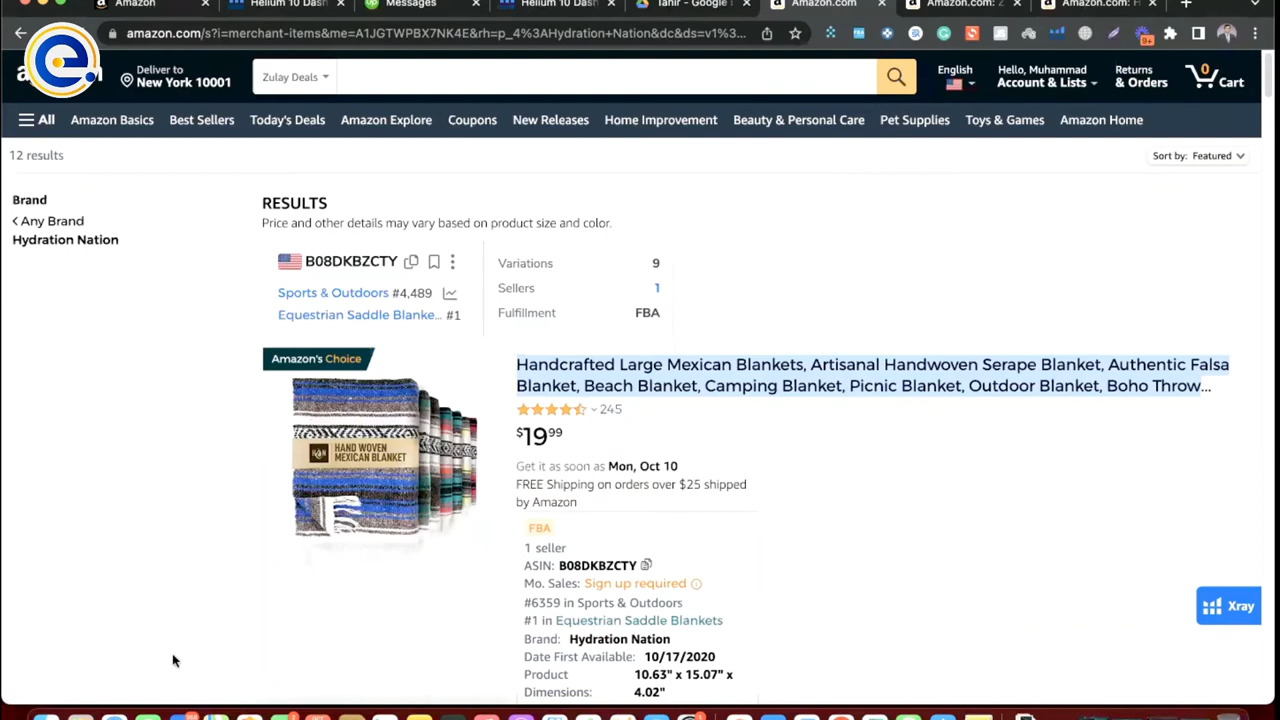 Amazon
Helium 10 Dash
Messages
Helium 10 Dash
Tahir - Google
Amazon.com
Amazon.com: Z
Amazon.com: H
amazon.com/s?i=merchant-items&me=A1JGTWPBX7NK4E&rh=p_4%3AHydration+Nation&dc&ds=v1%3...
9+
e
Deliver to
New York 10001
Zulay Deals
English
Hello, Muhammad
Account & Lists
Returns
& Orders
0
Cart
All
Amazon Basics
Best Sellers
Today's Deals
Amazon Explore
Coupons
New Releases
Home Improvement
Beauty & Personal Care
Pet Supplies
Toys & Games
Amazon Home
12 results
Sort by: Featured
Brand
Any Brand
Hydration Nation
RESULTS
Price and other details may vary based on product size and color.
B08DKBZCTY
Sports & Outdoors #4,489
Equestrian Saddle Blanke... #1
Variations 9
Sellers 1
Fulfillment FBA
Amazon's Choice
HAND WOVEN
MEXICAN BLANKET
Handcrafted Large Mexican Blankets, Artisanal Handwoven Serape Blanket, Authentic Falsa
Blanket, Beach Blanket, Camping Blanket, Picnic Blanket, Outdoor Blanket, Boho Throw...
245
$19 99
Get it as soon as Mon, Oct 10
FREE Shipping on orders over $25 shipped
by Amazon
FBA
1 seller
ASIN: B08DKBZCTY
Mo. Sales: Sign up required
#6359 in Sports & Outdoors
#1 in Equestrian Saddle Blankets
Brand: Hydration Nation
Date First Available: 10/17/2020
Product 10.63" x 15.07" x
Dimensions: 4.02"
Xray